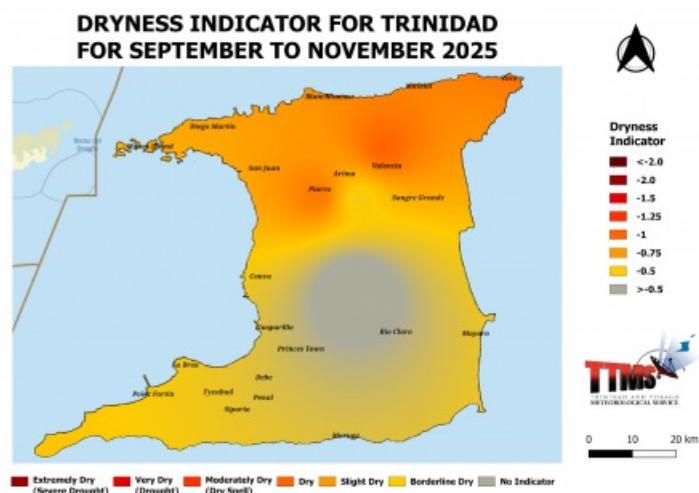 DRYNESS INDICATOR FOR TRINIDAD
FOR SEPTEMBER TO NOVEMBER 2025
Toco
Matelot
Blanchisseuse
Diego Martin
San Juan
Arima
Valencia
Piarco
Sangre Grande
Couva
Gasparillo
Rio Claro
Mayaro
Princes Town
La Brea
Debe
Point Fortin
Fyzabad
Penal
Siparia
Moruga
Dryness
Indicator
<-2.0
-2.0
-1.5
-1.25
-1
-0.75
-0.5
>-0.5
TTMS
TRINIDAD AND TOBAGO
METEOROLOGICAL SERVICE
0 10 20 km
Extremely Dry
(Severe Drought)
Very Dry
(Drought)
Moderately Dry
(Dry Spell)
Dry
Slight Dry
Borderline Dry
No Indicator